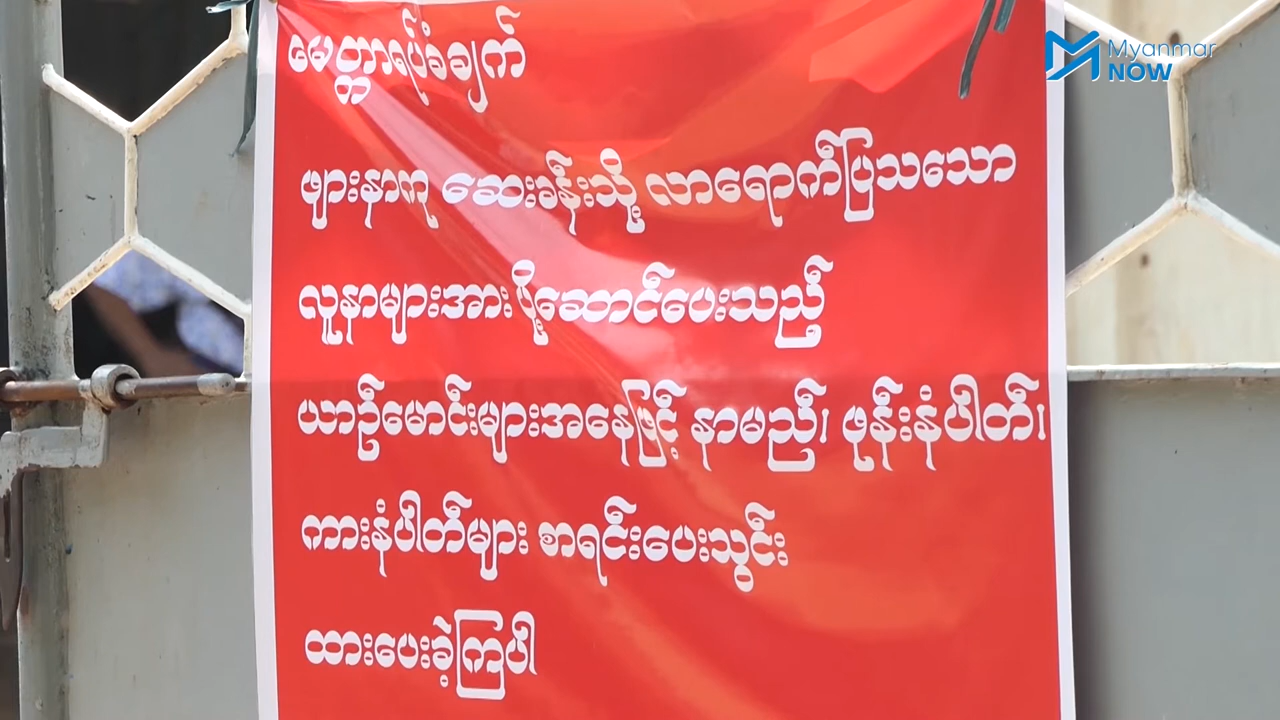 မေတ္တာရပ်ခံချက်
Myanmar
NOW
ဖျားနာကု ဆေးခန်းသို့ လာရောက်ပြသသော
လူနာများအား ပို့ဆောင်ပေးသည့်
ယာဦမောင်းများအနေဖြင့် နာမည်၊ ဖုန်းနံပါတ်၊
ကားနံပါတ်များ စာရင်းပေးသွင်း
ထားပေးခဲ့ကြပါ